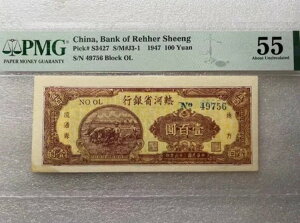 PMG
PAPER MONEY GUARANTY
China, Bank of Rehher Sheeng
Pick# S3427 S/M#J3-1 1947 100 Yuan
S/N 49756 Block OL
55
About Uncirculated
NO OL
行銀省河熱
No 49756
圓百壹